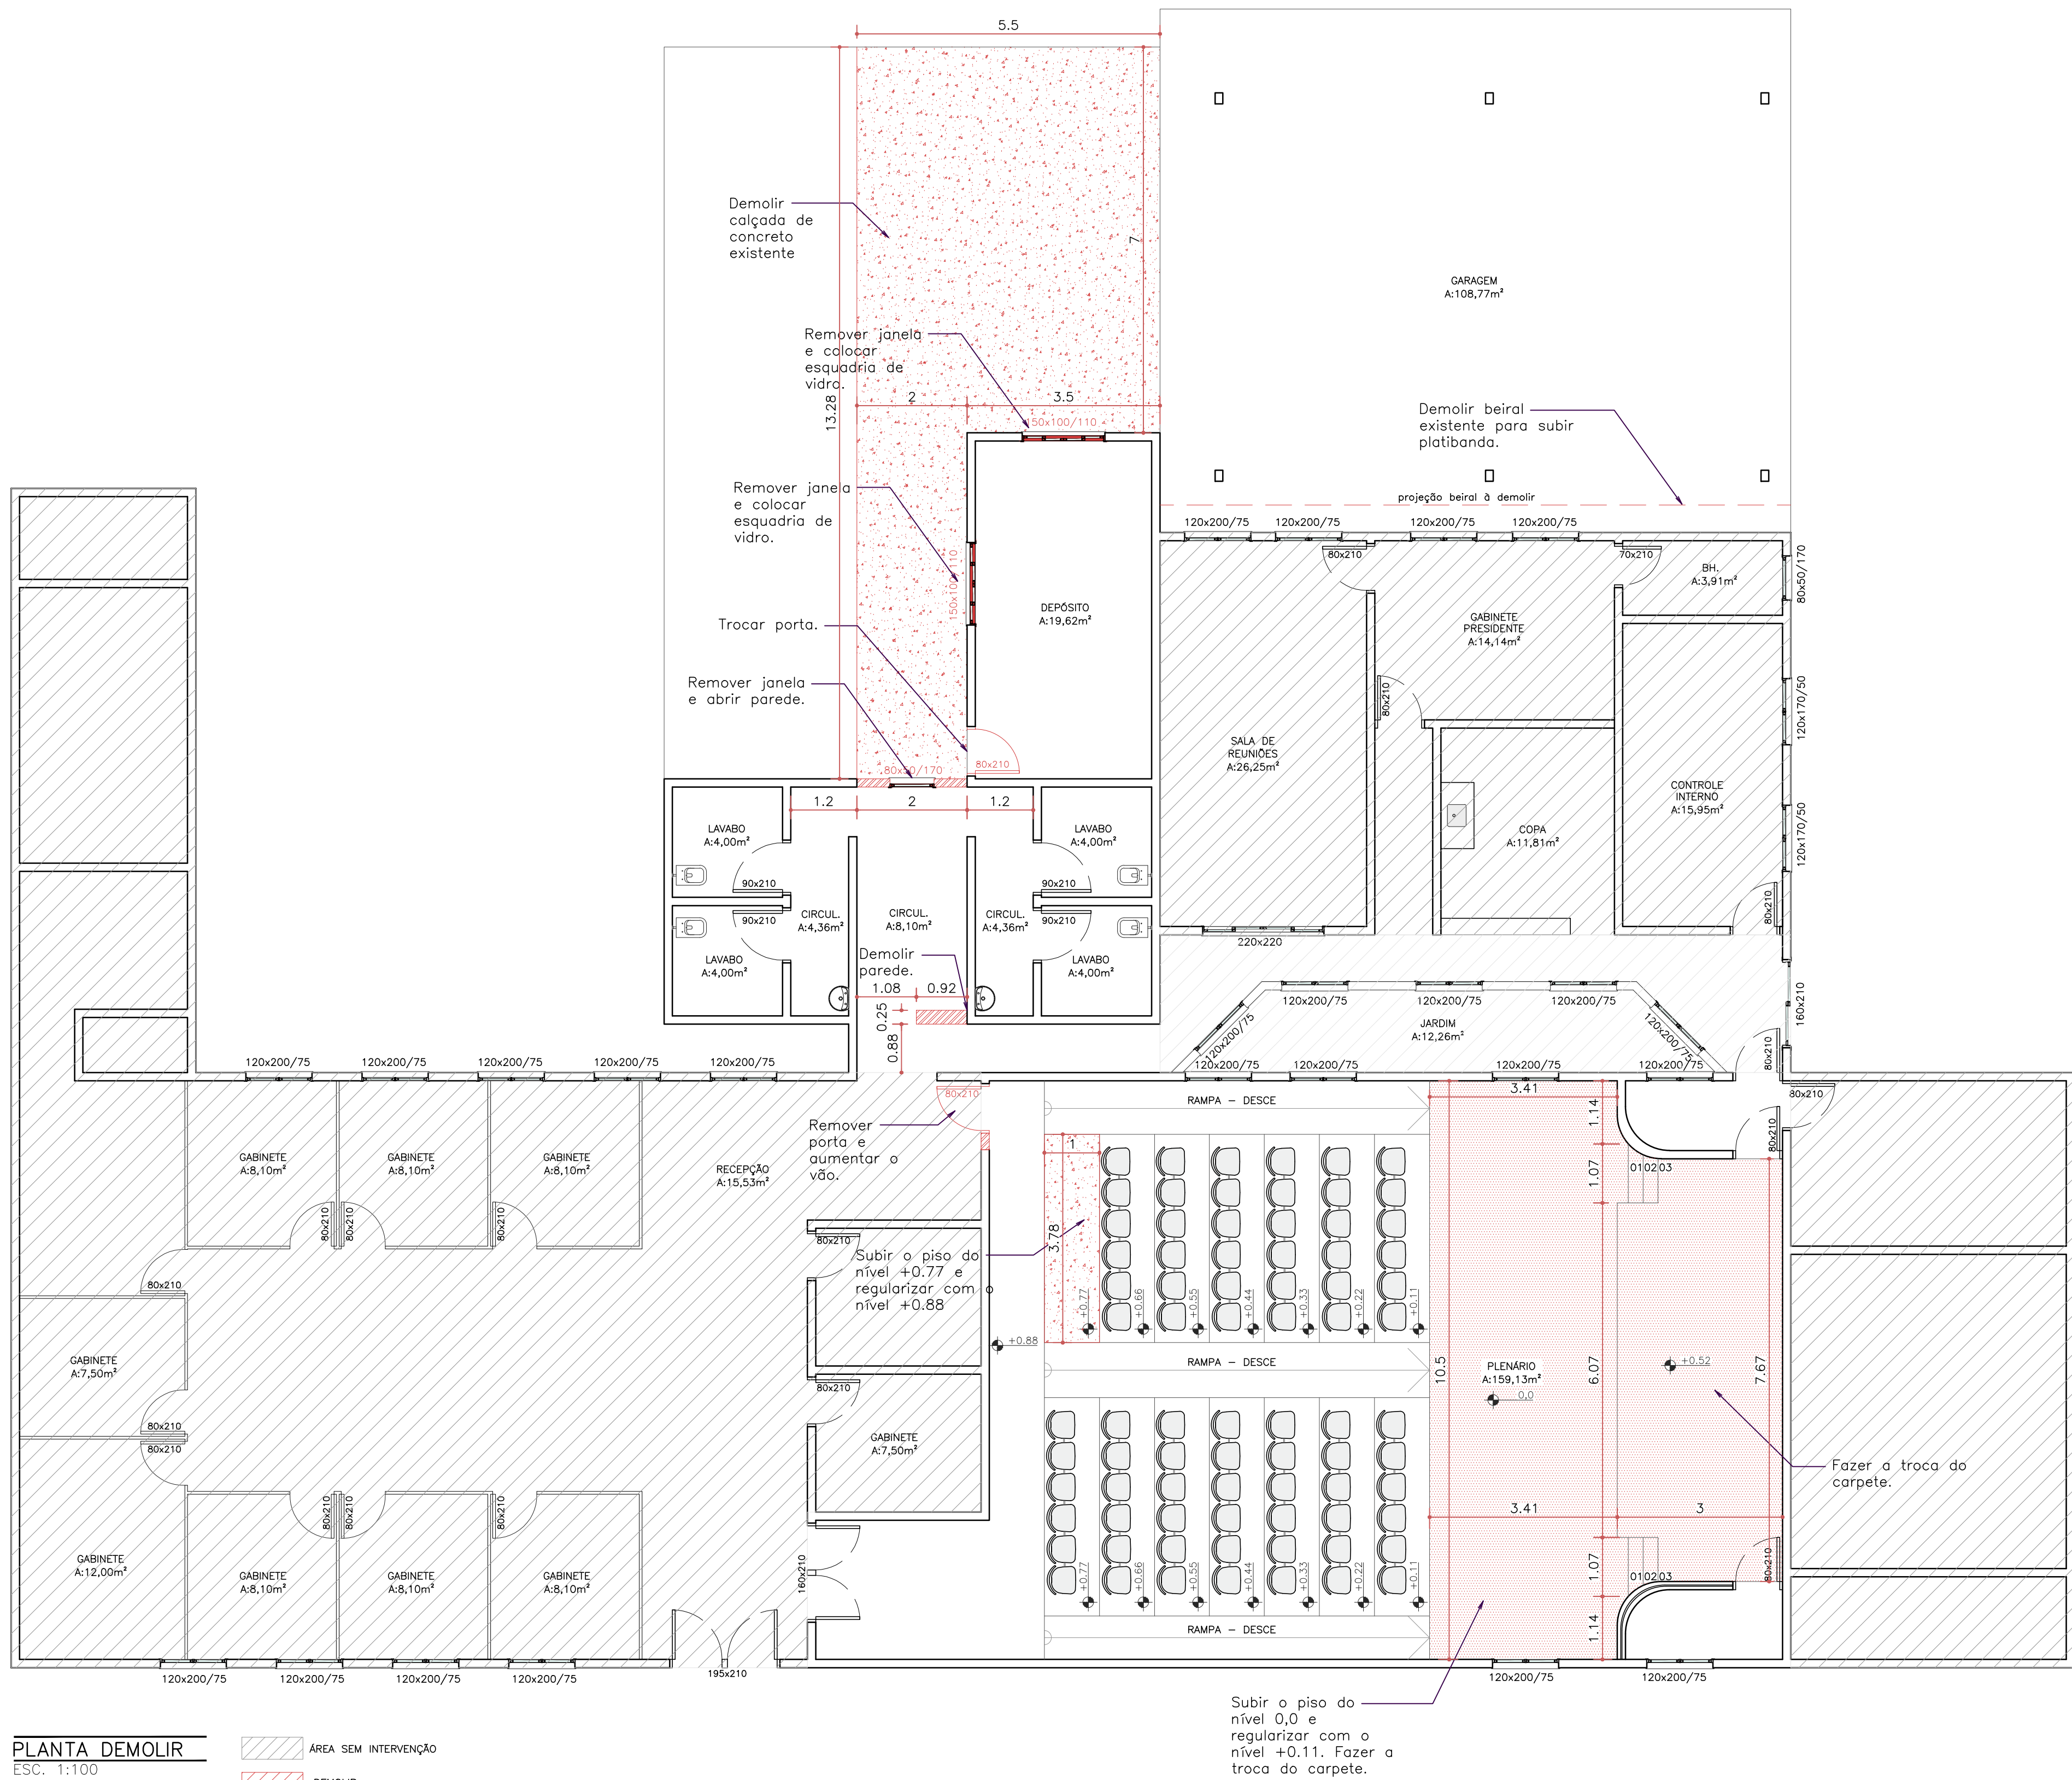 5.5
Demolir
calçada de
concreto
existente
7
GARAGEM
A:108,77m²
13.28
Remover janela
e colocar
esquadria de
vidro.
2
3.5
150x100/110
Demolir beiral
existente para subir
platibanda.
projeção beiral à demolir
Remover janela
e colocar
esquadria de
vidro.
150x100/110
120x200/75
120x200/75
120x200/75
120x200/75
80x210
70x210
BH.
A:3,91m²
80x50/170
DEPÓSITO
A:19,62m²
Trocar porta.
GABINETE
PRESIDENTE
A:14,14m²
Remover janela
e abrir parede.
80x210
80x50/170
80x210
120x170/50
SALA DE
REUNIÕES
A:26,25m²
CONTROLE
INTERNO
A:15,95m²
1.2
2
1.2
LAVABO
A:4,00m²
LAVABO
A:4,00m²
COPA
A:11,81m²
120x170/50
90x210
90x210
90x210
90x210
CIRCUL.
A:4,36m²
CIRCUL.
A:8,10m²
CIRCUL.
A:4,36m²
80x210
220x220
LAVABO
A:4,00m²
Demolir
parede.
LAVABO
A:4,00m²
1.08
0.92
0.25
0.88
120x200/75
120x200/75
120x200/75
120x200/75
120x200/75
JARDIM
A:12,26m²
160x210
120x200/75
120x200/75
120x200/75
120x200/75
120x200/75
120x200/75
120x200/75
120x200/75
120x200/75
80x210
80x210
80x210
3.41
RAMPA - DESCE
1.14
80x210
Remover
porta e
aumentar o
vão.
1
GABINETE
A:8,10m²
GABINETE
A:8,10m²
GABINETE
A:8,10m²
RECEPÇÃO
A:15,53m²
1.07
010203
80x210
80x210
80x210
3.78
80x210
Subir o piso do
nível +0.77 e
regularizar com o
nível +0.88
80x210
+0.77
+0.66
+0.55
+0.44
+0.33
+0.22
+0.11
+0.88
GABINETE
A:7,50m²
RAMPA - DESCE
10.5
PLENÁRIO
A:159,13m²
0,0
6.07
+0.52
7.67
80x210
80x210
80x210
GABINETE
A:7,50m²
Fazer a troca do
carpete.
80x210
80x210
80x210
3.41
3
GABINETE
A:12,00m²
GABINETE
A:8,10m²
GABINETE
A:8,10m²
GABINETE
A:8,10m²
160x210
+0.77
+0.66
+0.55
+0.44
+0.33
+0.22
+0.11
1.07
010203
80x210
RAMPA - DESCE
1.14
120x200/75
120x200/75
120x200/75
120x200/75
195x210
120x200/75
120x200/75
Subir o piso do
nível 0,0 e
regularizar com o
nível +0.11. Fazer a
troca do carpete.
PLANTA DEMOLIR
ESC. 1:100
ÁREA SEM INTERVENÇÃO